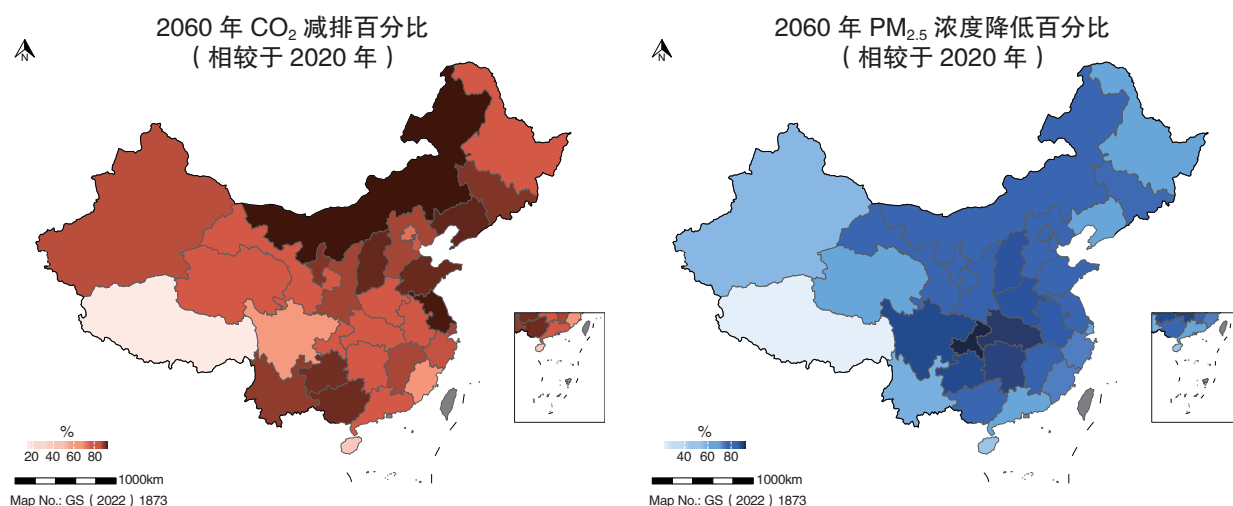 2060 年 CO₂ 减排百分比
（相较于 2020 年）
N
%
20 40 60 80
1000km
Map No.: GS（2022）1873
2060 年 PM₂.₅ 浓度降低百分比
（相较于 2020 年）
N
%
40 60 80
1000km
Map No.: GS（2022）1873